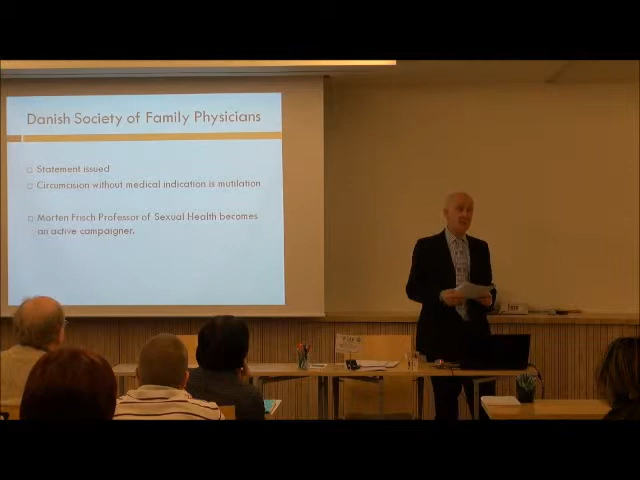 Danish Society of Family Physicians
Statement issued
Circumcision without medical indication is mutilation
Morten Frisch Professor of Sexual Health becomes
an active campaigner.